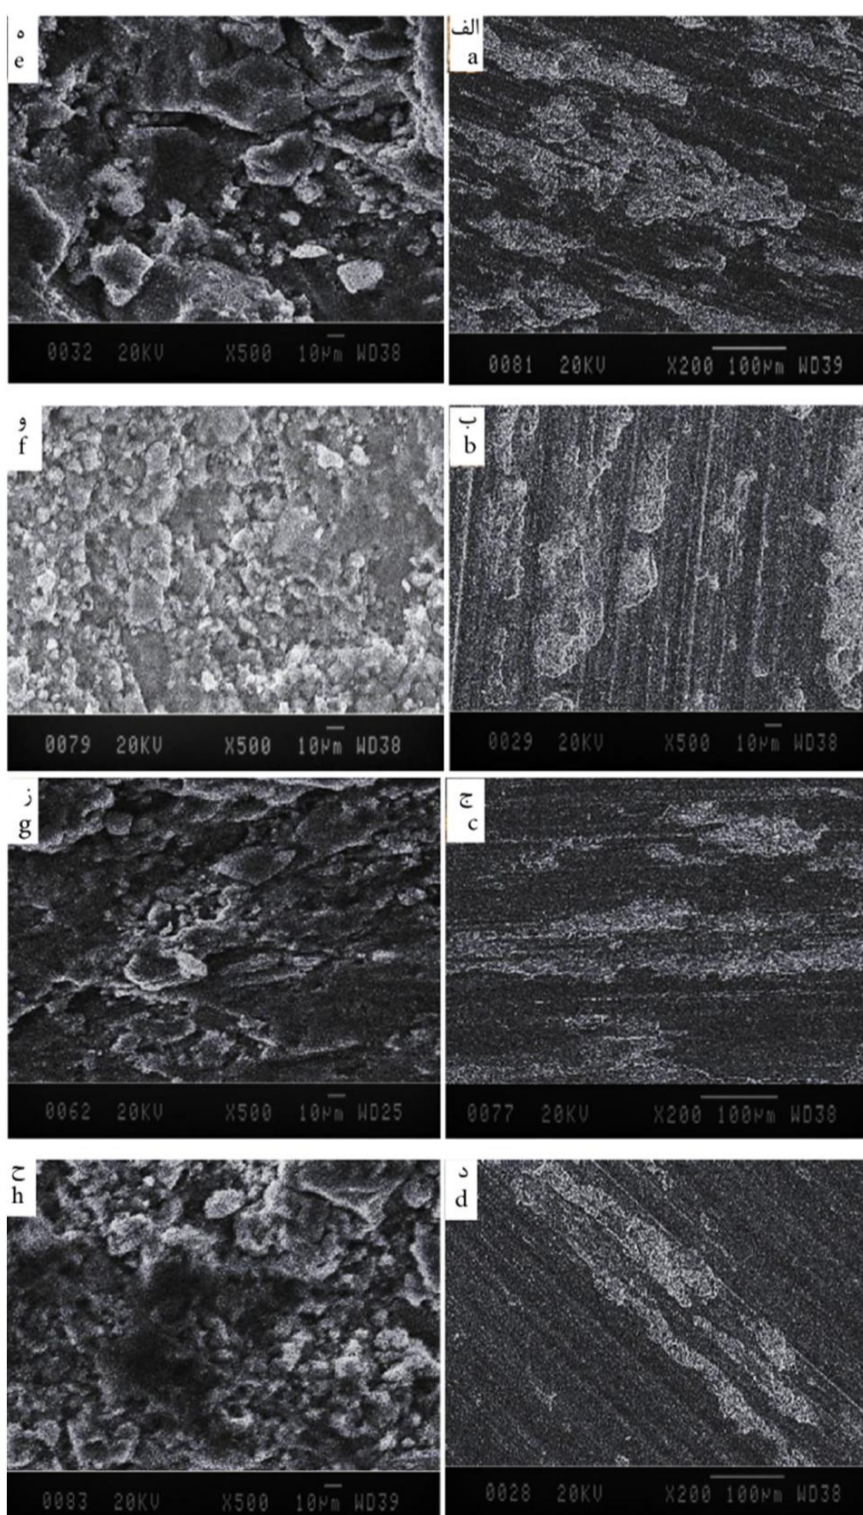 ه
e
0032 20KV X500 10µm WD38
الف
a
0081 20KV X200 100µm WD39
و
f
0079 20KV X500 10µm WD38
ب
b
0029 20KV X500 10µm WD38
ز
g
0062 20KV X500 10µm WD25
ج
c
0077 20KV X200 100µm WD38
ح
h
0083 20KV X500 10µm WD39
د
d
0028 20KV X200 100µm WD38